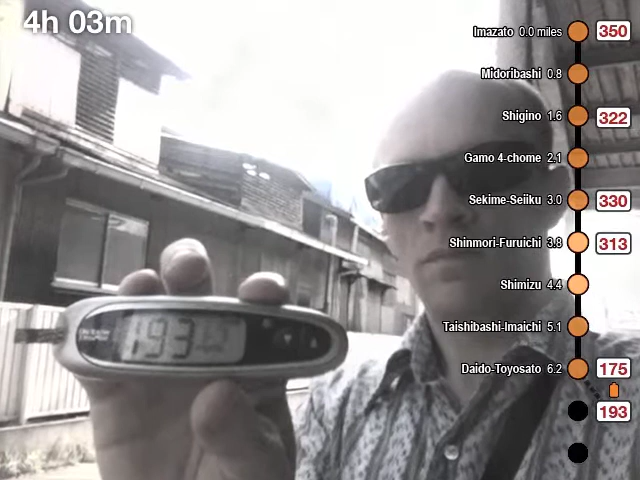 4h 03m
Imazato 0.0 miles 350
Midoribashi 0.8
Shigino 1.6 322
Gamo 4-chome 2.1
Sekime-Seiiku 3.0 330
Shinmori-Furuichi 3.8 313
Shimizu 4.4
Taishibashi-Imaichi 5.1
Daido-Toyosato 6.2 175
193
193